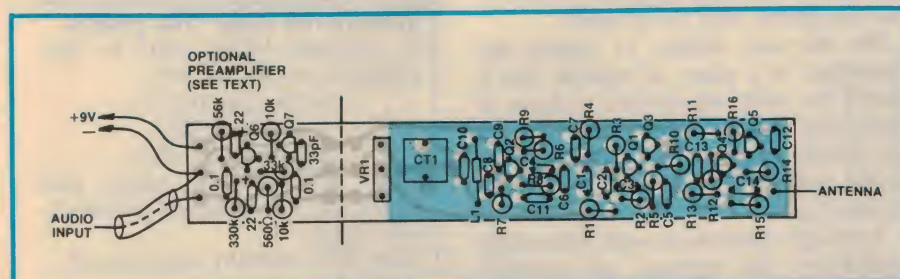 OPTIONAL
PREAMPLIFIER
(SEE TEXT)
+9V
–
AUDIO
INPUT
56k
22
Q6
10k
Q7
33pF
33k
0.1
0.1
330k
22
560Ω
10k
VR1
CT1
C10
C9
C8
Q2
R9
R6
L1
R7
C11
C6
C7
R4
C1
R1
C2
R3
C3
Q1
Q3
R2
R5
C5
R10
R11
C13
Q4
R13
R12
R16
Q5
C12
C14
R14
R15
ANTENNA